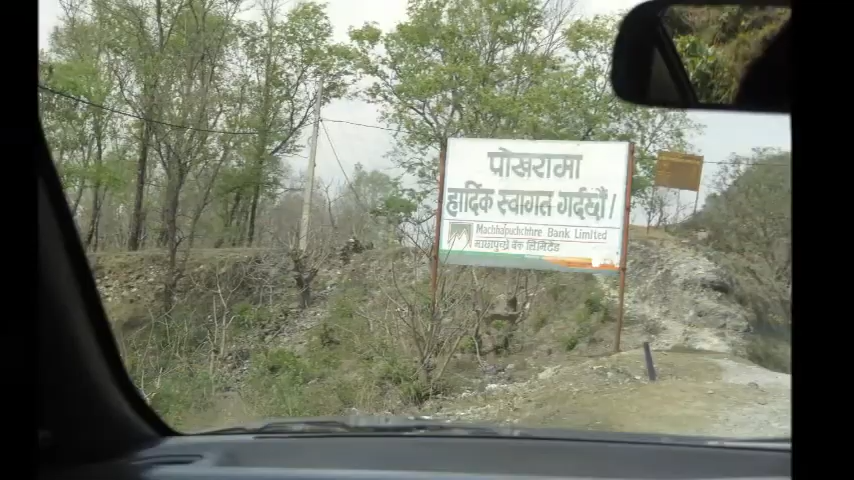 पोखरामा
हार्दिक स्वागत गर्दछौं।
Machhapuchchhre Bank Limited
माछापुच्छ्रे बैंक लिमिटेड